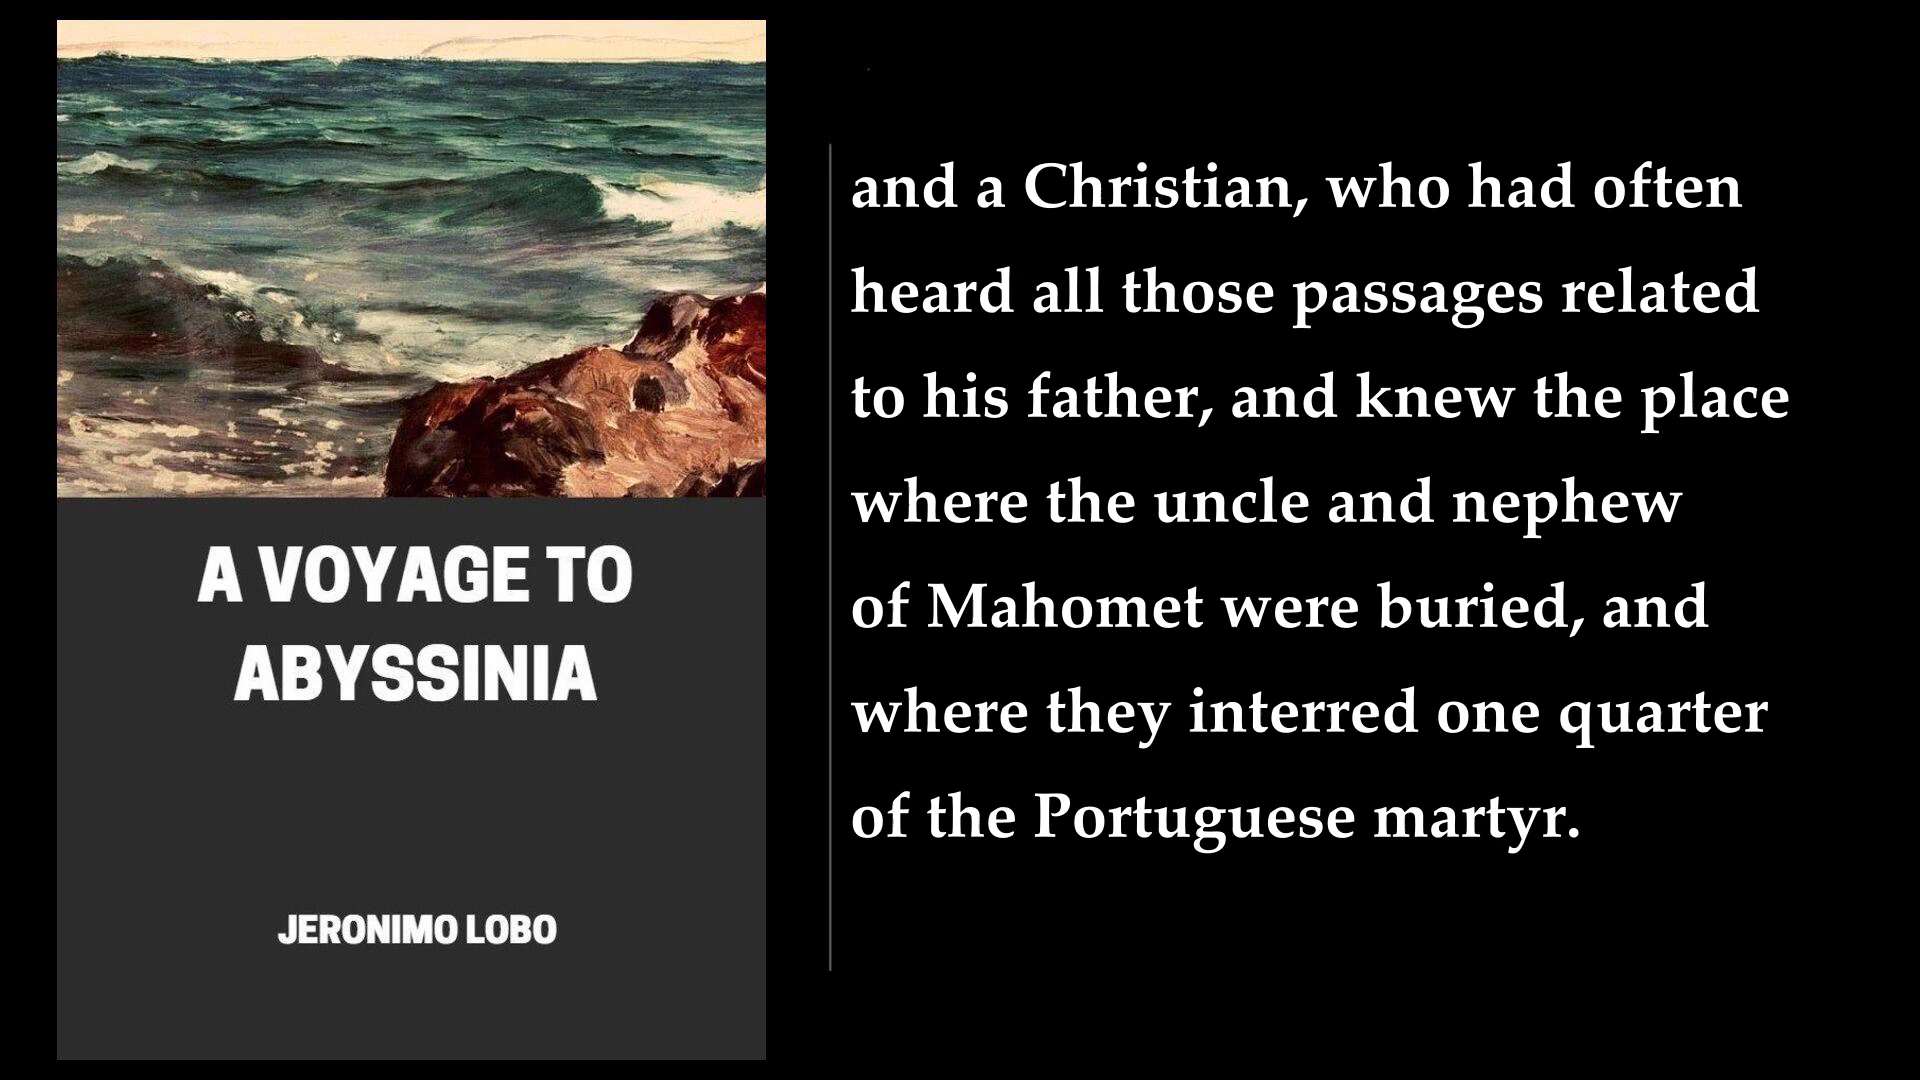 A VOYAGE TO
ABYSSINIA
JERONIMO LOBO
and a Christian, who had often
heard all those passages related
to his father, and knew the place
where the uncle and nephew
of Mahomet were buried, and
where they interred one quarter
of the Portuguese martyr.